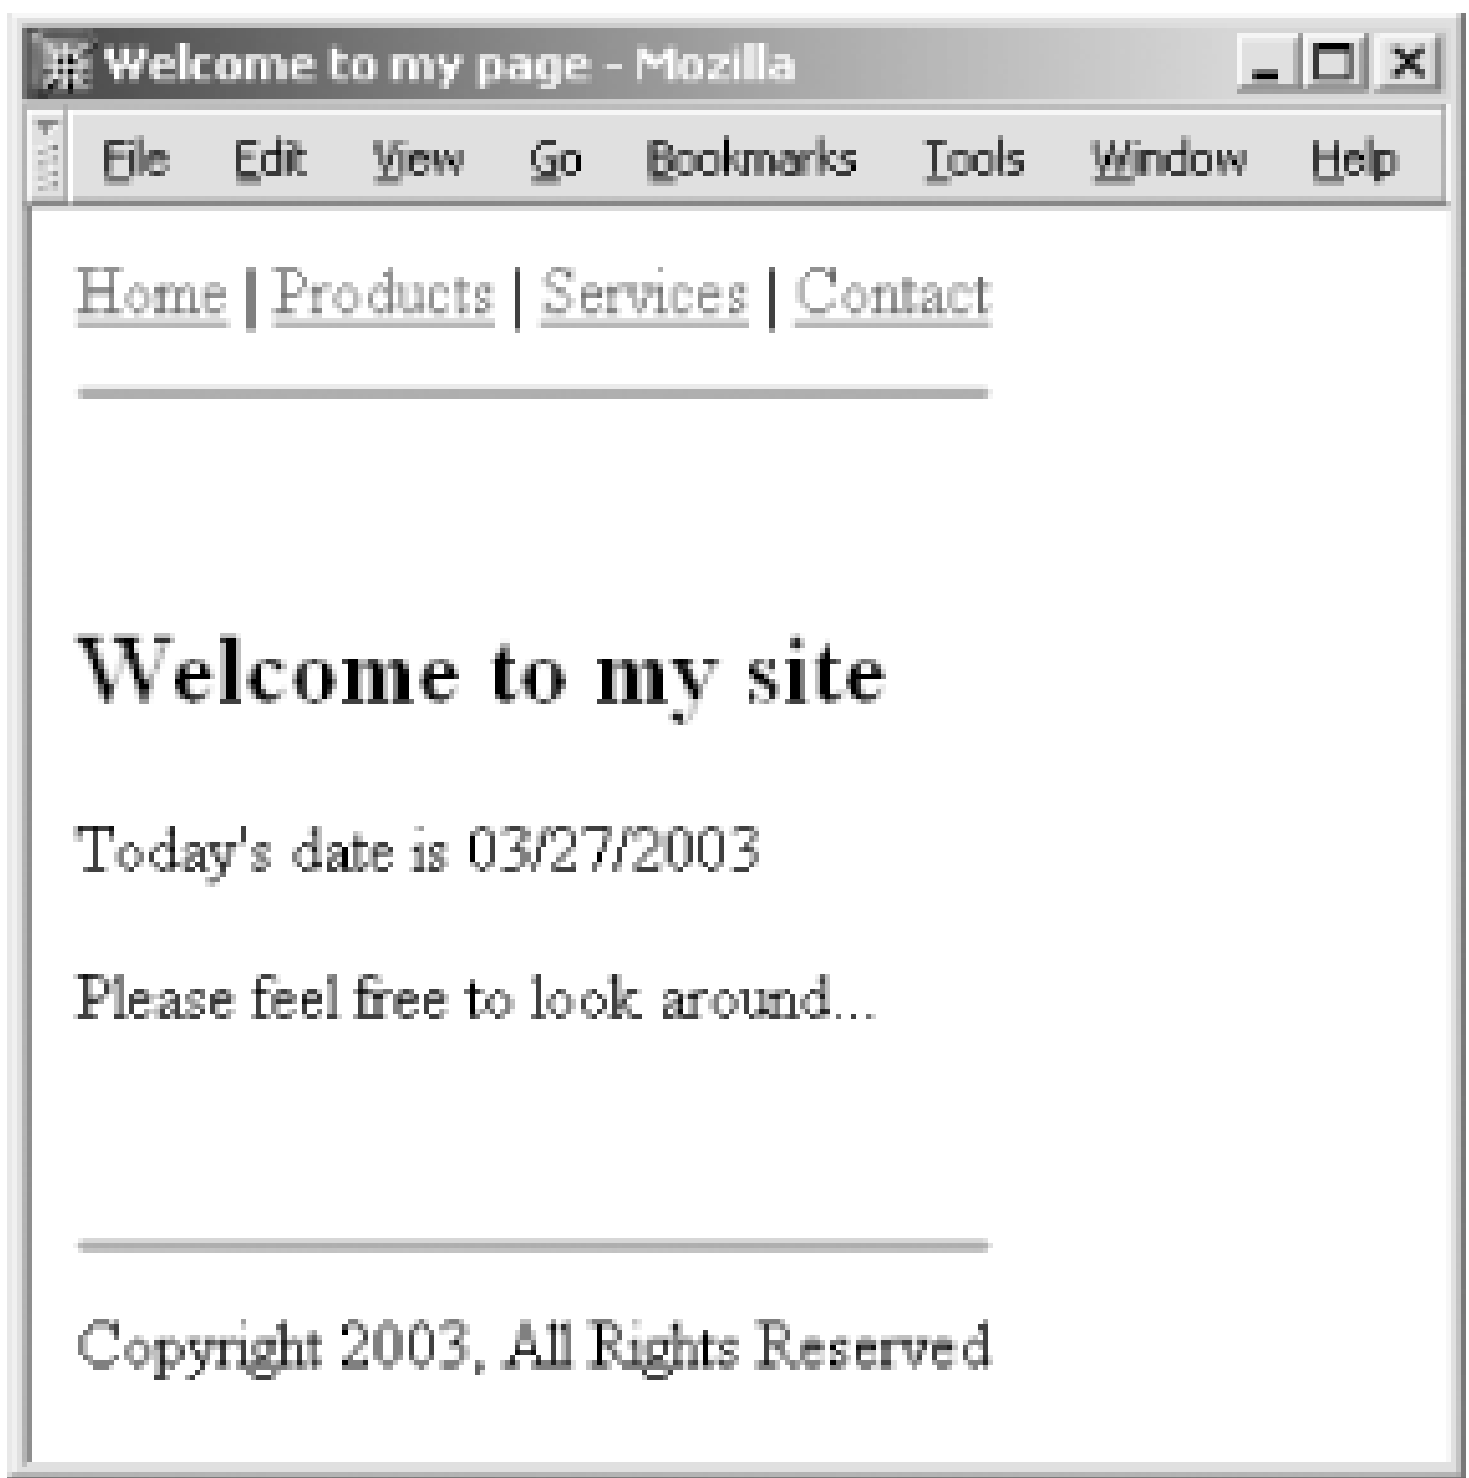 Welcome to my page - Mozilla
File Edit View Go Bookmarks Tools Window Help
Home | Products | Services | Contact
Welcome to my site
Today's date is 03/27/2003
Please feel free to look around...
Copyright 2003, All Rights Reserved